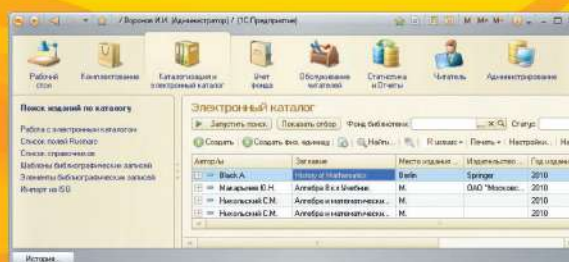 / Воронов И.И. (Администратор) / (1С:Предприятие)
M M+ M-
Рабочий стол
Комплектование
Каталогизация и электронный каталог
Учет фонда
Обслуживание читателей
Статистика и Отчеты
Читатель
Администрирование
Поиск изданий по каталогу
Работа с электронным каталогом
Список полей Rusmarc
Список справочников
Шаблоны библиографических записей
Элементы библиографических записей
Импорт из ISO
Электронный каталог
Запустить поиск Показать отбор Фонд библиотеки: Статус
Создать Создать физ. единицу Найти... Rusmarc Печать Настройки...
Автор/ы Заглавие Место издания Издательство Год издания
Black A. History of Mathematics Berlin Springer 2010
Макарычев Ю.Н. Алгебра 8 кл Учебник М. ОАО "Московс... 2010
Никольский С.М. Алгебра и математически... М. 2010
Никольский С.М. Алгебра и математически... М. 2010
История...